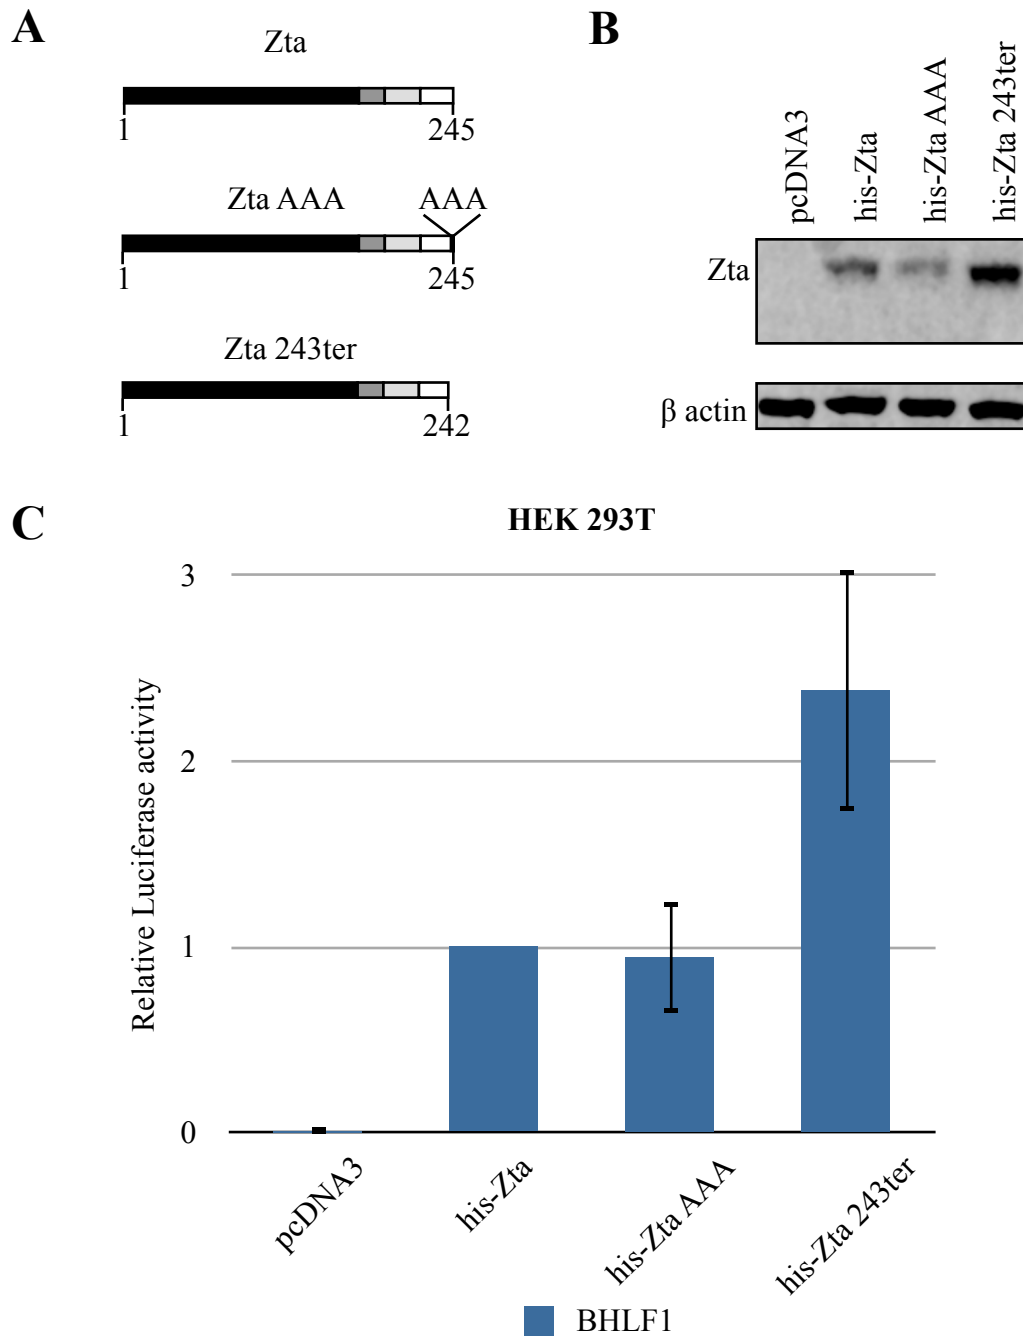 A
Zta
1 245
Zta AAA AAA
1 245
Zta 243ter
1 242
B
pcDNA3
his-Zta
his-Zta AAA
his-Zta 243ter
Zta
β actin
C
HEK 293T
Relative Luciferase activity
3
2
1
0
pcDNA3
his-Zta
his-Zta AAA
his-Zta 243ter
BHLF1